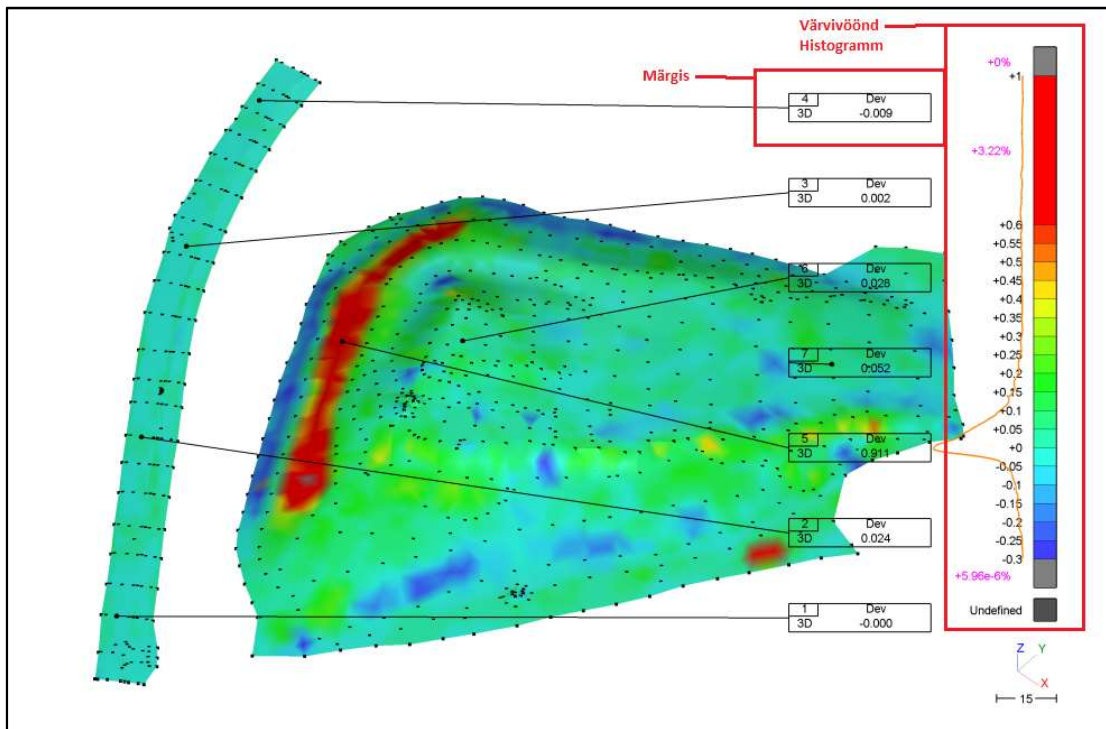 Värvivöönd
Histogramm
Märgis
4 Dev
3D -0.009
3 Dev
3D 0.002
6 Dev
3D 0.028
7 Dev
3D 0.052
5 Dev
3D 0.911
2 Dev
3D 0.024
1 Dev
3D -0.000
+0%
+1
+3.22%
+0.6
+0.55
+0.5
+0.45
+0.4
+0.35
+0.3
+0.25
+0.2
+0.15
+0.1
+0.05
+0
-0.05
-0.1
-0.15
-0.2
-0.25
-0.3
+5.96e-6%
Undefined
Z Y
X
15